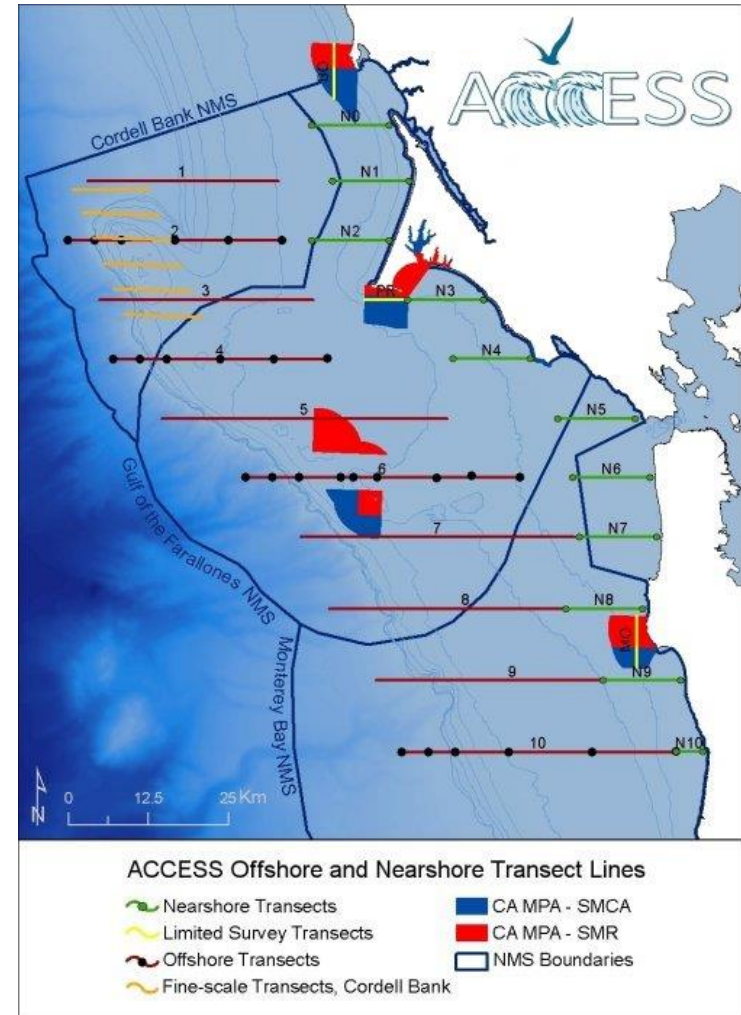 ACCESS
BO
N0
Cordell Bank NMS
1
N1
2
N2
3
PR
N3
4
N4
5
N5
6
N6
7
N7
Gulf of the Farallones NMS
8
N8
MO
Monterey Bay NMS
9
N9
10
N10
N
0 12.5 25 Km
ACCESS Offshore and Nearshore Transect Lines
Nearshore Transects
Limited Survey Transects
Offshore Transects
Fine-scale Transects, Cordell Bank
CA MPA - SMCA
CA MPA - SMR
NMS Boundaries